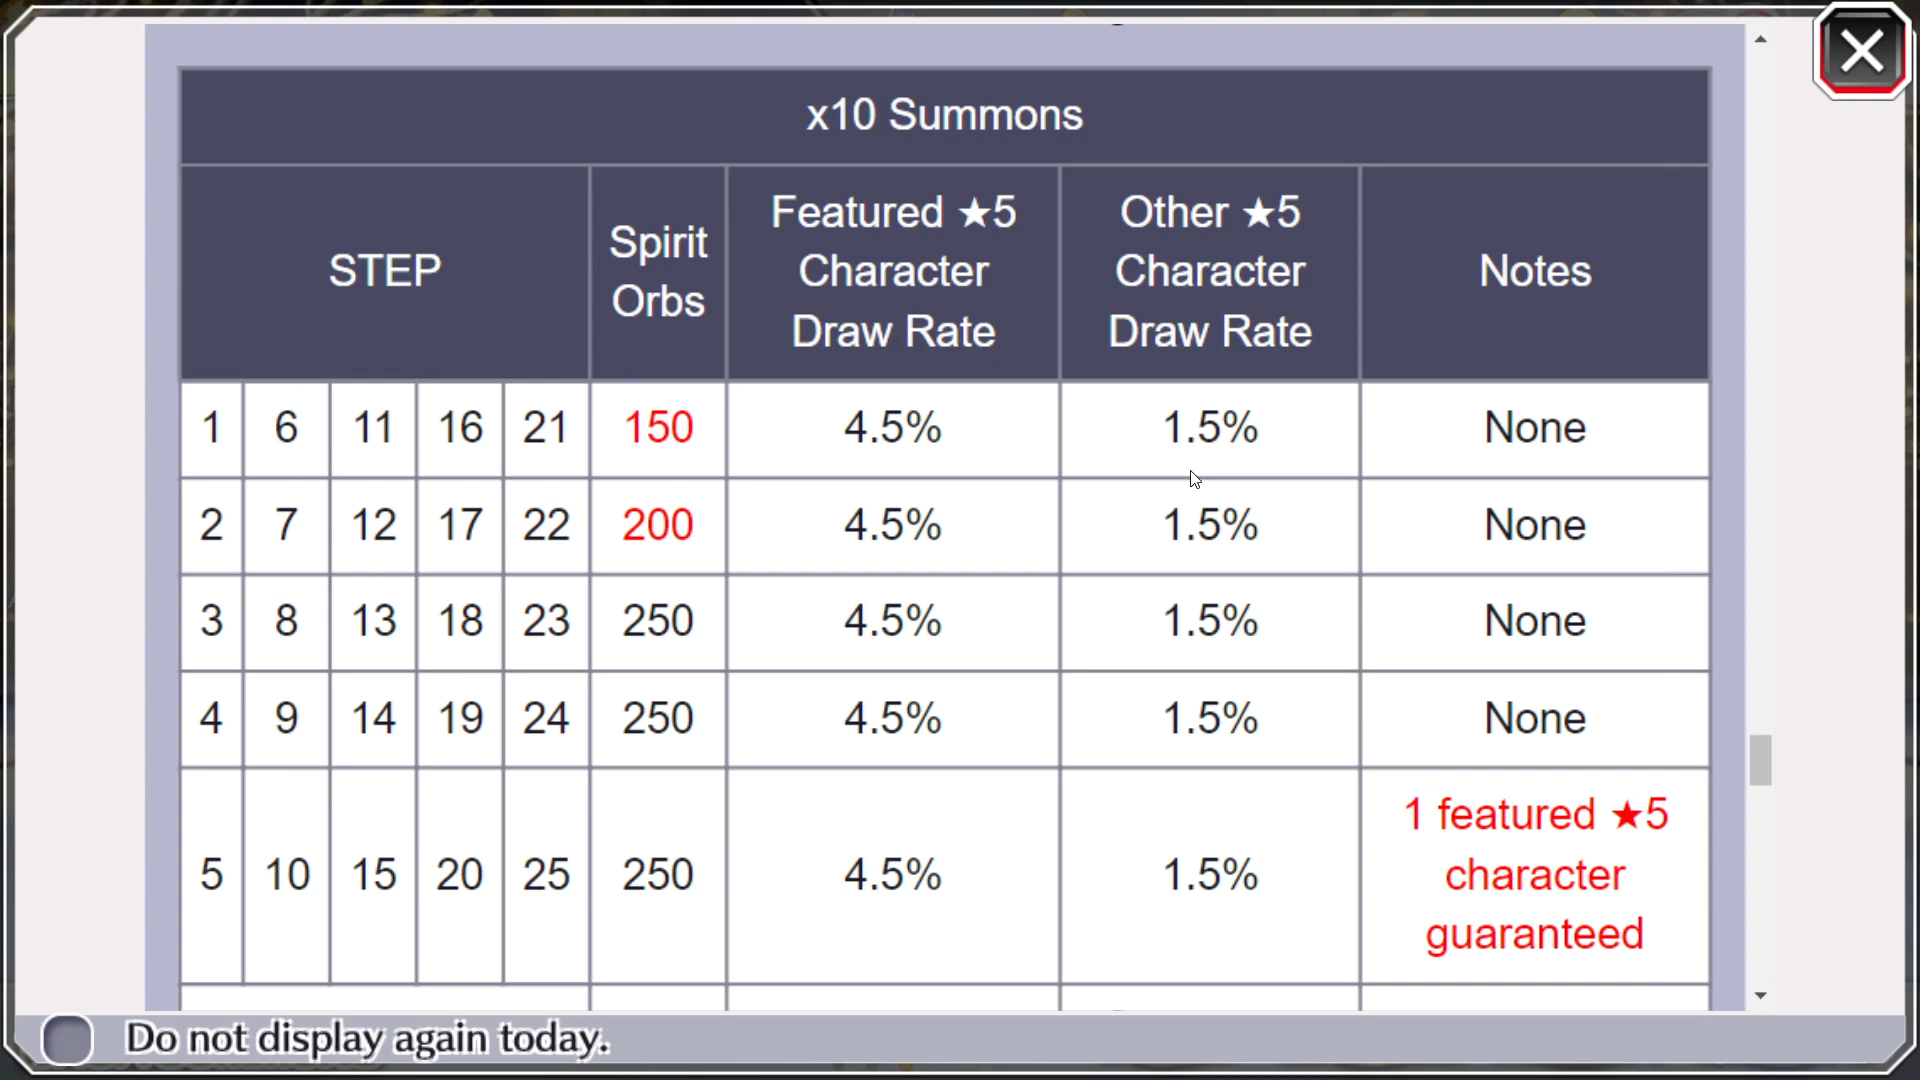 x10 Summons
STEP
Spirit
Orbs
Featured ★5
Character
Draw Rate
Other ★5
Character
Draw Rate
Notes
1 6 11 16 21 150 4.5% 1.5% None
2 7 12 17 22 200 4.5% 1.5% None
3 8 13 18 23 250 4.5% 1.5% None
4 9 14 19 24 250 4.5% 1.5% None
5 10 15 20 25 250 4.5% 1.5% 1 featured ★5
character
guaranteed
Do not display again today.